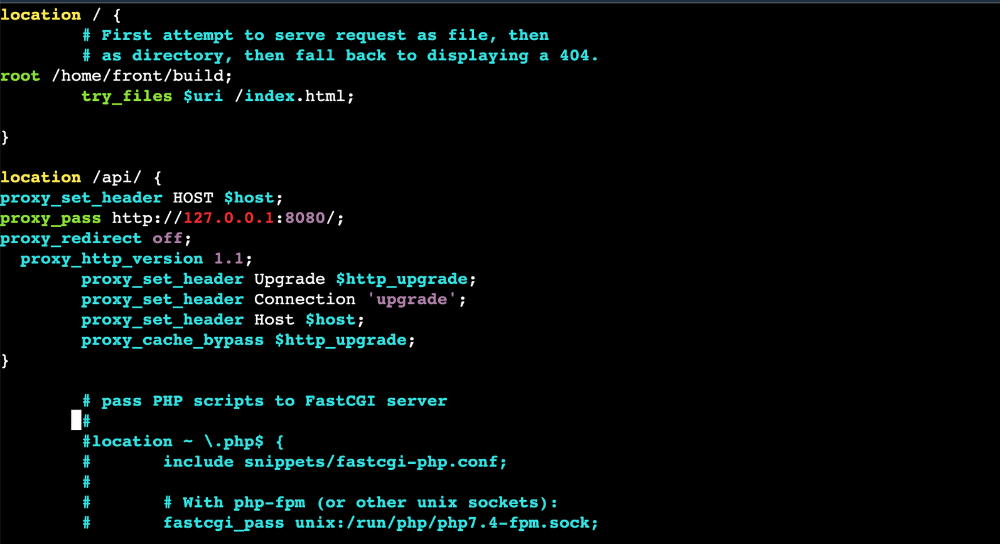 location / {
# First attempt to serve request as file, then
# as directory, then fall back to displaying a 404.
root /home/front/build;
try_files $uri /index.html;
}
location /api/ {
proxy_set_header HOST $host;
proxy_pass http://127.0.0.1:8080/;
proxy_redirect off;
proxy_http_version 1.1;
proxy_set_header Upgrade $http_upgrade;
proxy_set_header Connection 'upgrade';
proxy_set_header Host $host;
proxy_cache_bypass $http_upgrade;
}
# pass PHP scripts to FastCGI server
#
#location ~ \.php$ {
#       include snippets/fastcgi-php.conf;
#
#       # With php-fpm (or other unix sockets):
#       fastcgi_pass unix:/run/php/php7.4-fpm.sock;